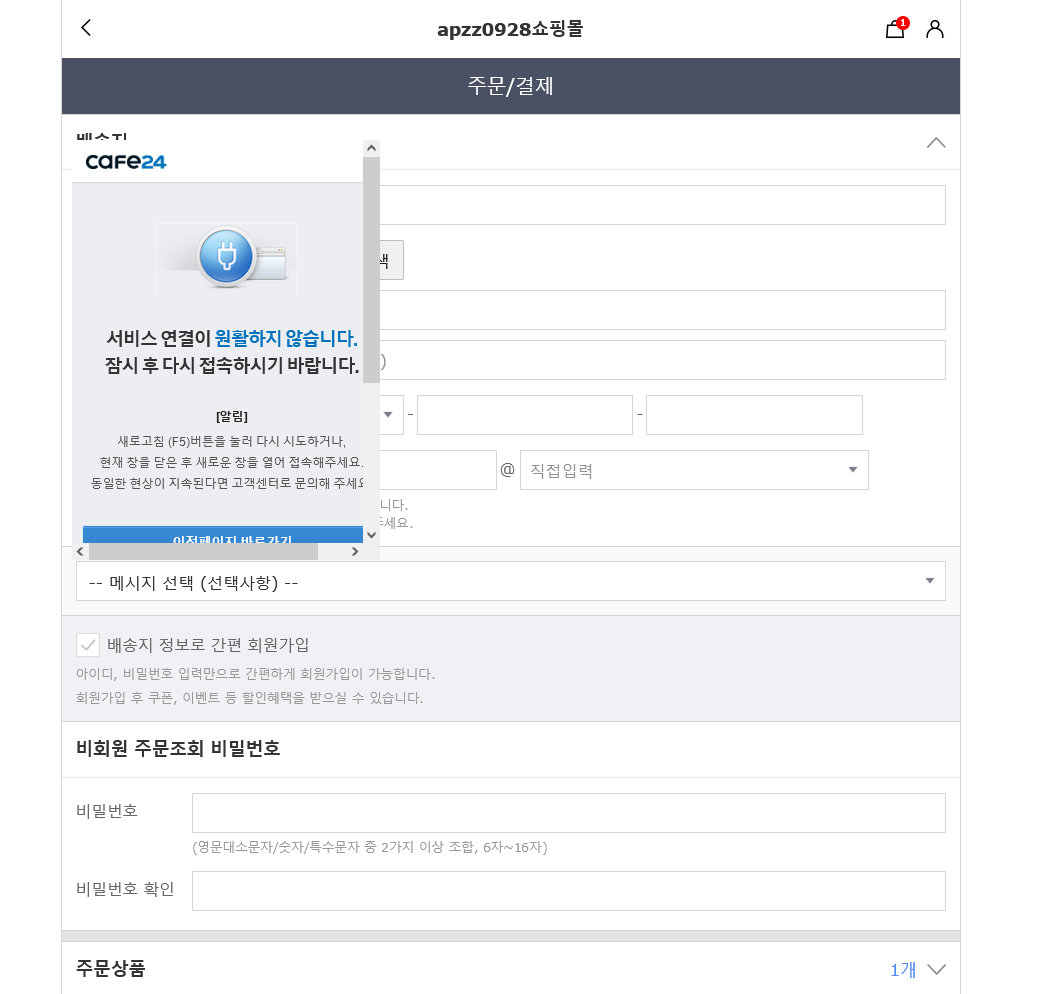 apzz0928쇼핑몰
1
주문/결제
배송지
CAFE24
서비스 연결이 원활하지 않습니다.
잠시 후 다시 접속하시기 바랍니다.
[알림]
새로고침 (F5)버튼을 눌러 다시 시도하거나,
현재 창을 닫은 후 새로운 창을 열어 접속해주세요.
동일한 현상이 지속된다면 고객센터로 문의해 주세요
이전페이지 바로가기
색
)
-
-
@ 직접입력
니다.
주세요.
-- 메시지 선택 (선택사항) --
배송지 정보로 간편 회원가입
아이디, 비밀번호 입력만으로 간편하게 회원가입이 가능합니다.
회원가입 후 쿠폰, 이벤트 등 할인혜택을 받으실 수 있습니다.
비회원 주문조회 비밀번호
비밀번호
(영문대소문자/숫자/특수문자 중 2가지 이상 조합, 6자~16자)
비밀번호 확인
주문상품
1개